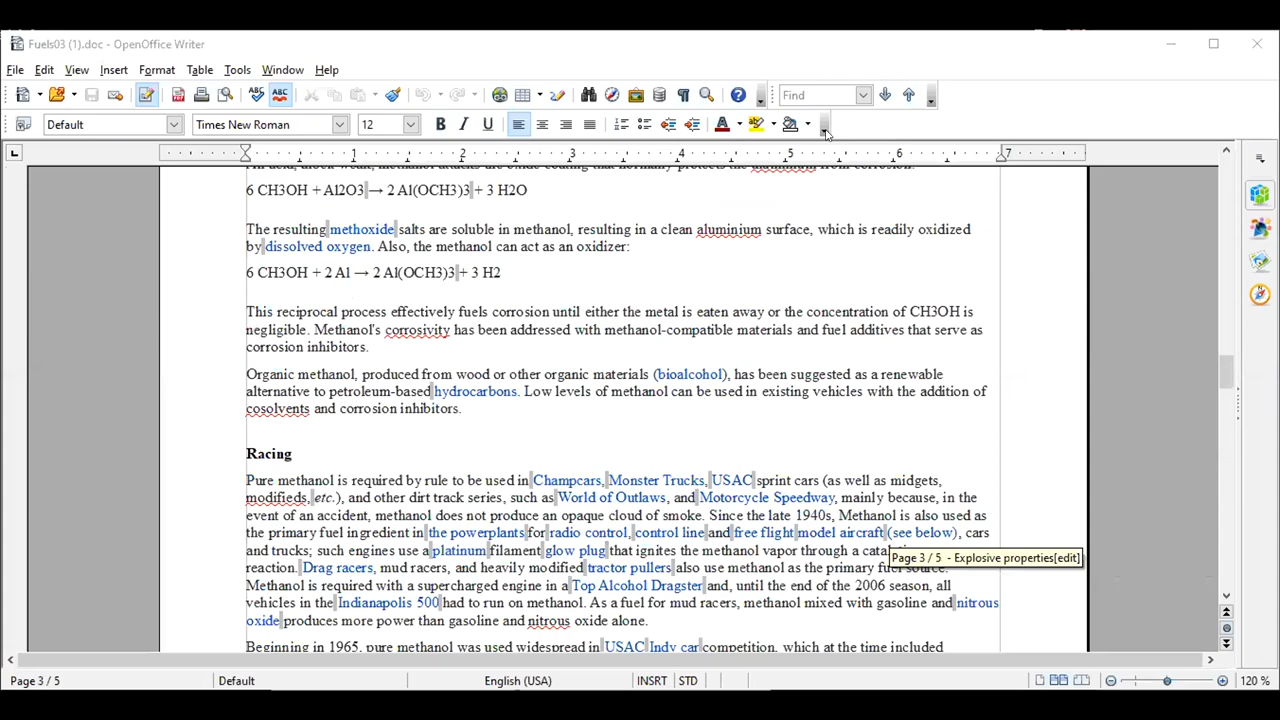 Fuels03 (1).doc - OpenOffice Writer
File Edit View Insert Format Table Tools Window Help
ABC ABC Find
Default Times New Roman 12 B I U A
1 2 3 4 5 6 7
6 CH3OH + Al2O3 → 2 Al(OCH3)3 + 3 H2O
The resulting methoxide salts are soluble in methanol, resulting in a clean aluminium surface, which is readily oxidized
by dissolved oxygen. Also, the methanol can act as an oxidizer:
6 CH3OH + 2 Al → 2 Al(OCH3)3 + 3 H2
This reciprocal process effectively fuels corrosion until either the metal is eaten away or the concentration of CH3OH is
negligible. Methanol's corrosivity has been addressed with methanol-compatible materials and fuel additives that serve as
corrosion inhibitors.
Organic methanol, produced from wood or other organic materials (bioalcohol), has been suggested as a renewable
alternative to petroleum-based hydrocarbons. Low levels of methanol can be used in existing vehicles with the addition of
cosolvents and corrosion inhibitors.
Racing
Pure methanol is required by rule to be used in Champcars, Monster Trucks, USAC sprint cars (as well as midgets,
modifieds, etc.), and other dirt track series, such as World of Outlaws, and Motorcycle Speedway, mainly because, in the
event of an accident, methanol does not produce an opaque cloud of smoke. Since the late 1940s, Methanol is also used as
the primary fuel ingredient in the powerplants for radio control, control line and free flight model aircraft (see below), cars
and trucks; such engines use a platinum filament glow plug that ignites the methanol vapor through a
Page 3 / 5 - Explosive properties[edit]
reaction. Drag racers, mud racers, and heavily modified tractor pullers also use methanol as the primary fuel source.
Methanol is required with a supercharged engine in a Top Alcohol Dragster and, until the end of the 2006 season, all
vehicles in the Indianapolis 500 had to run on methanol. As a fuel for mud racers, methanol mixed with gasoline and nitrous
oxide produces more power than gasoline and nitrous oxide alone.
Beginning in 1965, pure methanol was used widespread in USAC Indy car competition, which at the time included
Page 3 / 5 Default English (USA) INSRT STD 120 %